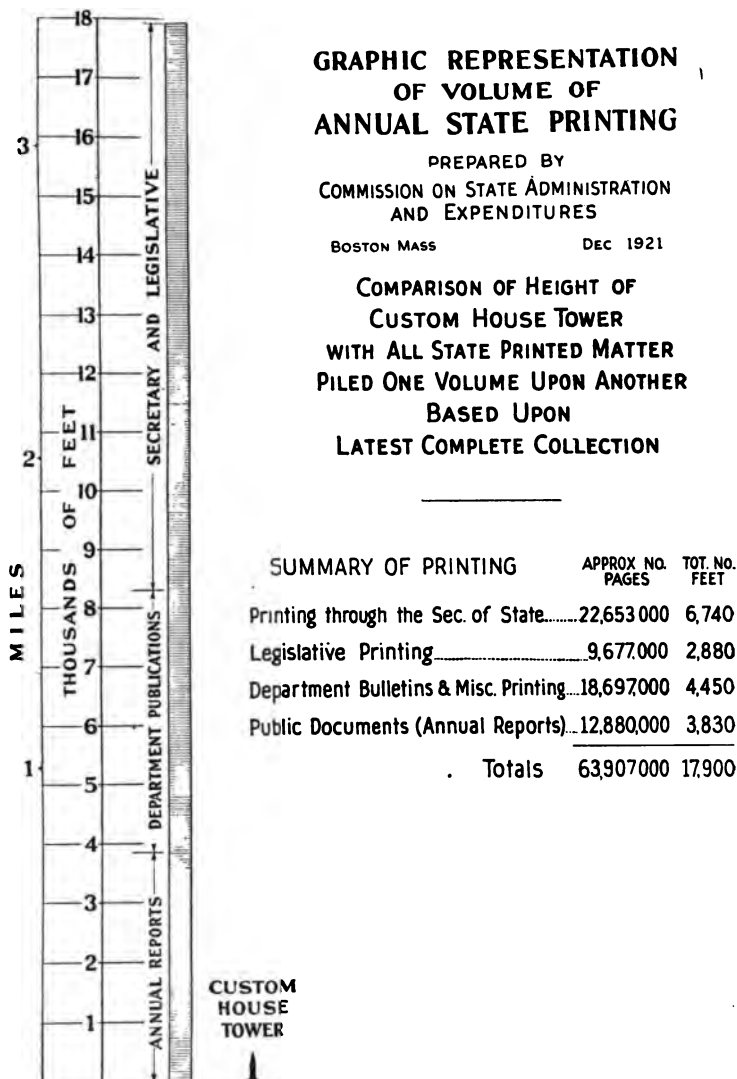 GRAPHIC REPRESENTATION
OF VOLUME OF
ANNUAL STATE PRINTING
PREPARED BY
COMMISSION ON STATE ADMINISTRATION
AND EXPENDITURES
BOSTON MASS DEC 1921
COMPARISON OF HEIGHT OF
CUSTOM HOUSE TOWER
WITH ALL STATE PRINTED MATTER
PILED ONE VOLUME UPON ANOTHER
BASED UPON
LATEST COMPLETE COLLECTION
SUMMARY OF PRINTING APPROX NO. PAGES TOT. NO. FEET
Printing through the Sec. of State........22,653000 6,740
Legislative Printing........9,677,000 2,880
Department Bulletins & Misc. Printing....18,697,000 4,450
Public Documents (Annual Reports)...12,880,000 3,830
. Totals 63,907000 17,900
MILES
3
2
1
THOUSANDS OF FEET
18
17
16
15
14
13
12
11
10
9
8
7
6
5
4
3
2
1
SECRETARY AND LEGISLATIVE
DEPARTMENT PUBLICATIONS
ANNUAL REPORTS
CUSTOM
HOUSE
TOWER